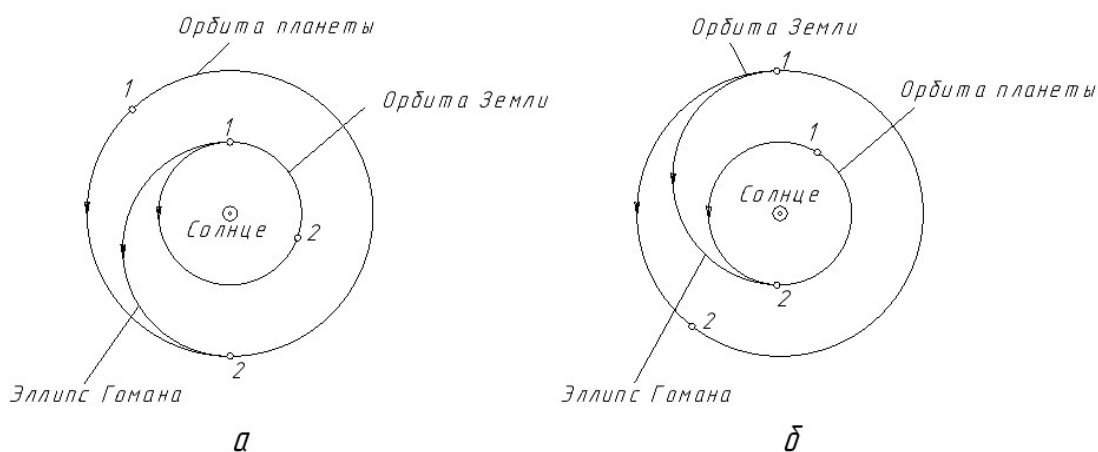 Орбита планеты
1
Орбита Земли
1
Солнце
2
2
Эллипс Гомана
а
Орбита Земли
1
Орбита планеты
1
Солнце
2
2
Эллипс Гомана
б